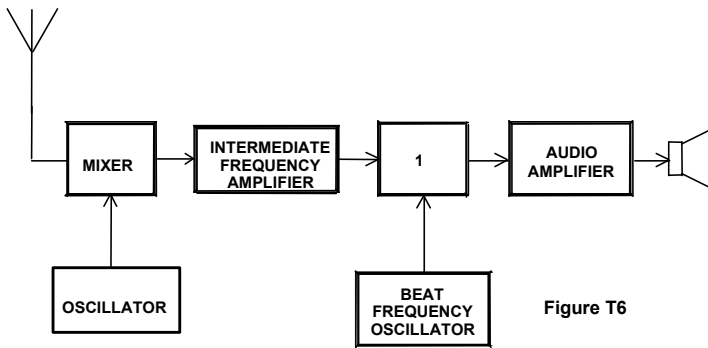 MIXER
INTERMEDIATE
FREQUENCY
AMPLIFIER
1
AUDIO
AMPLIFIER
OSCILLATOR
BEAT
FREQUENCY
OSCILLATOR
Figure T6